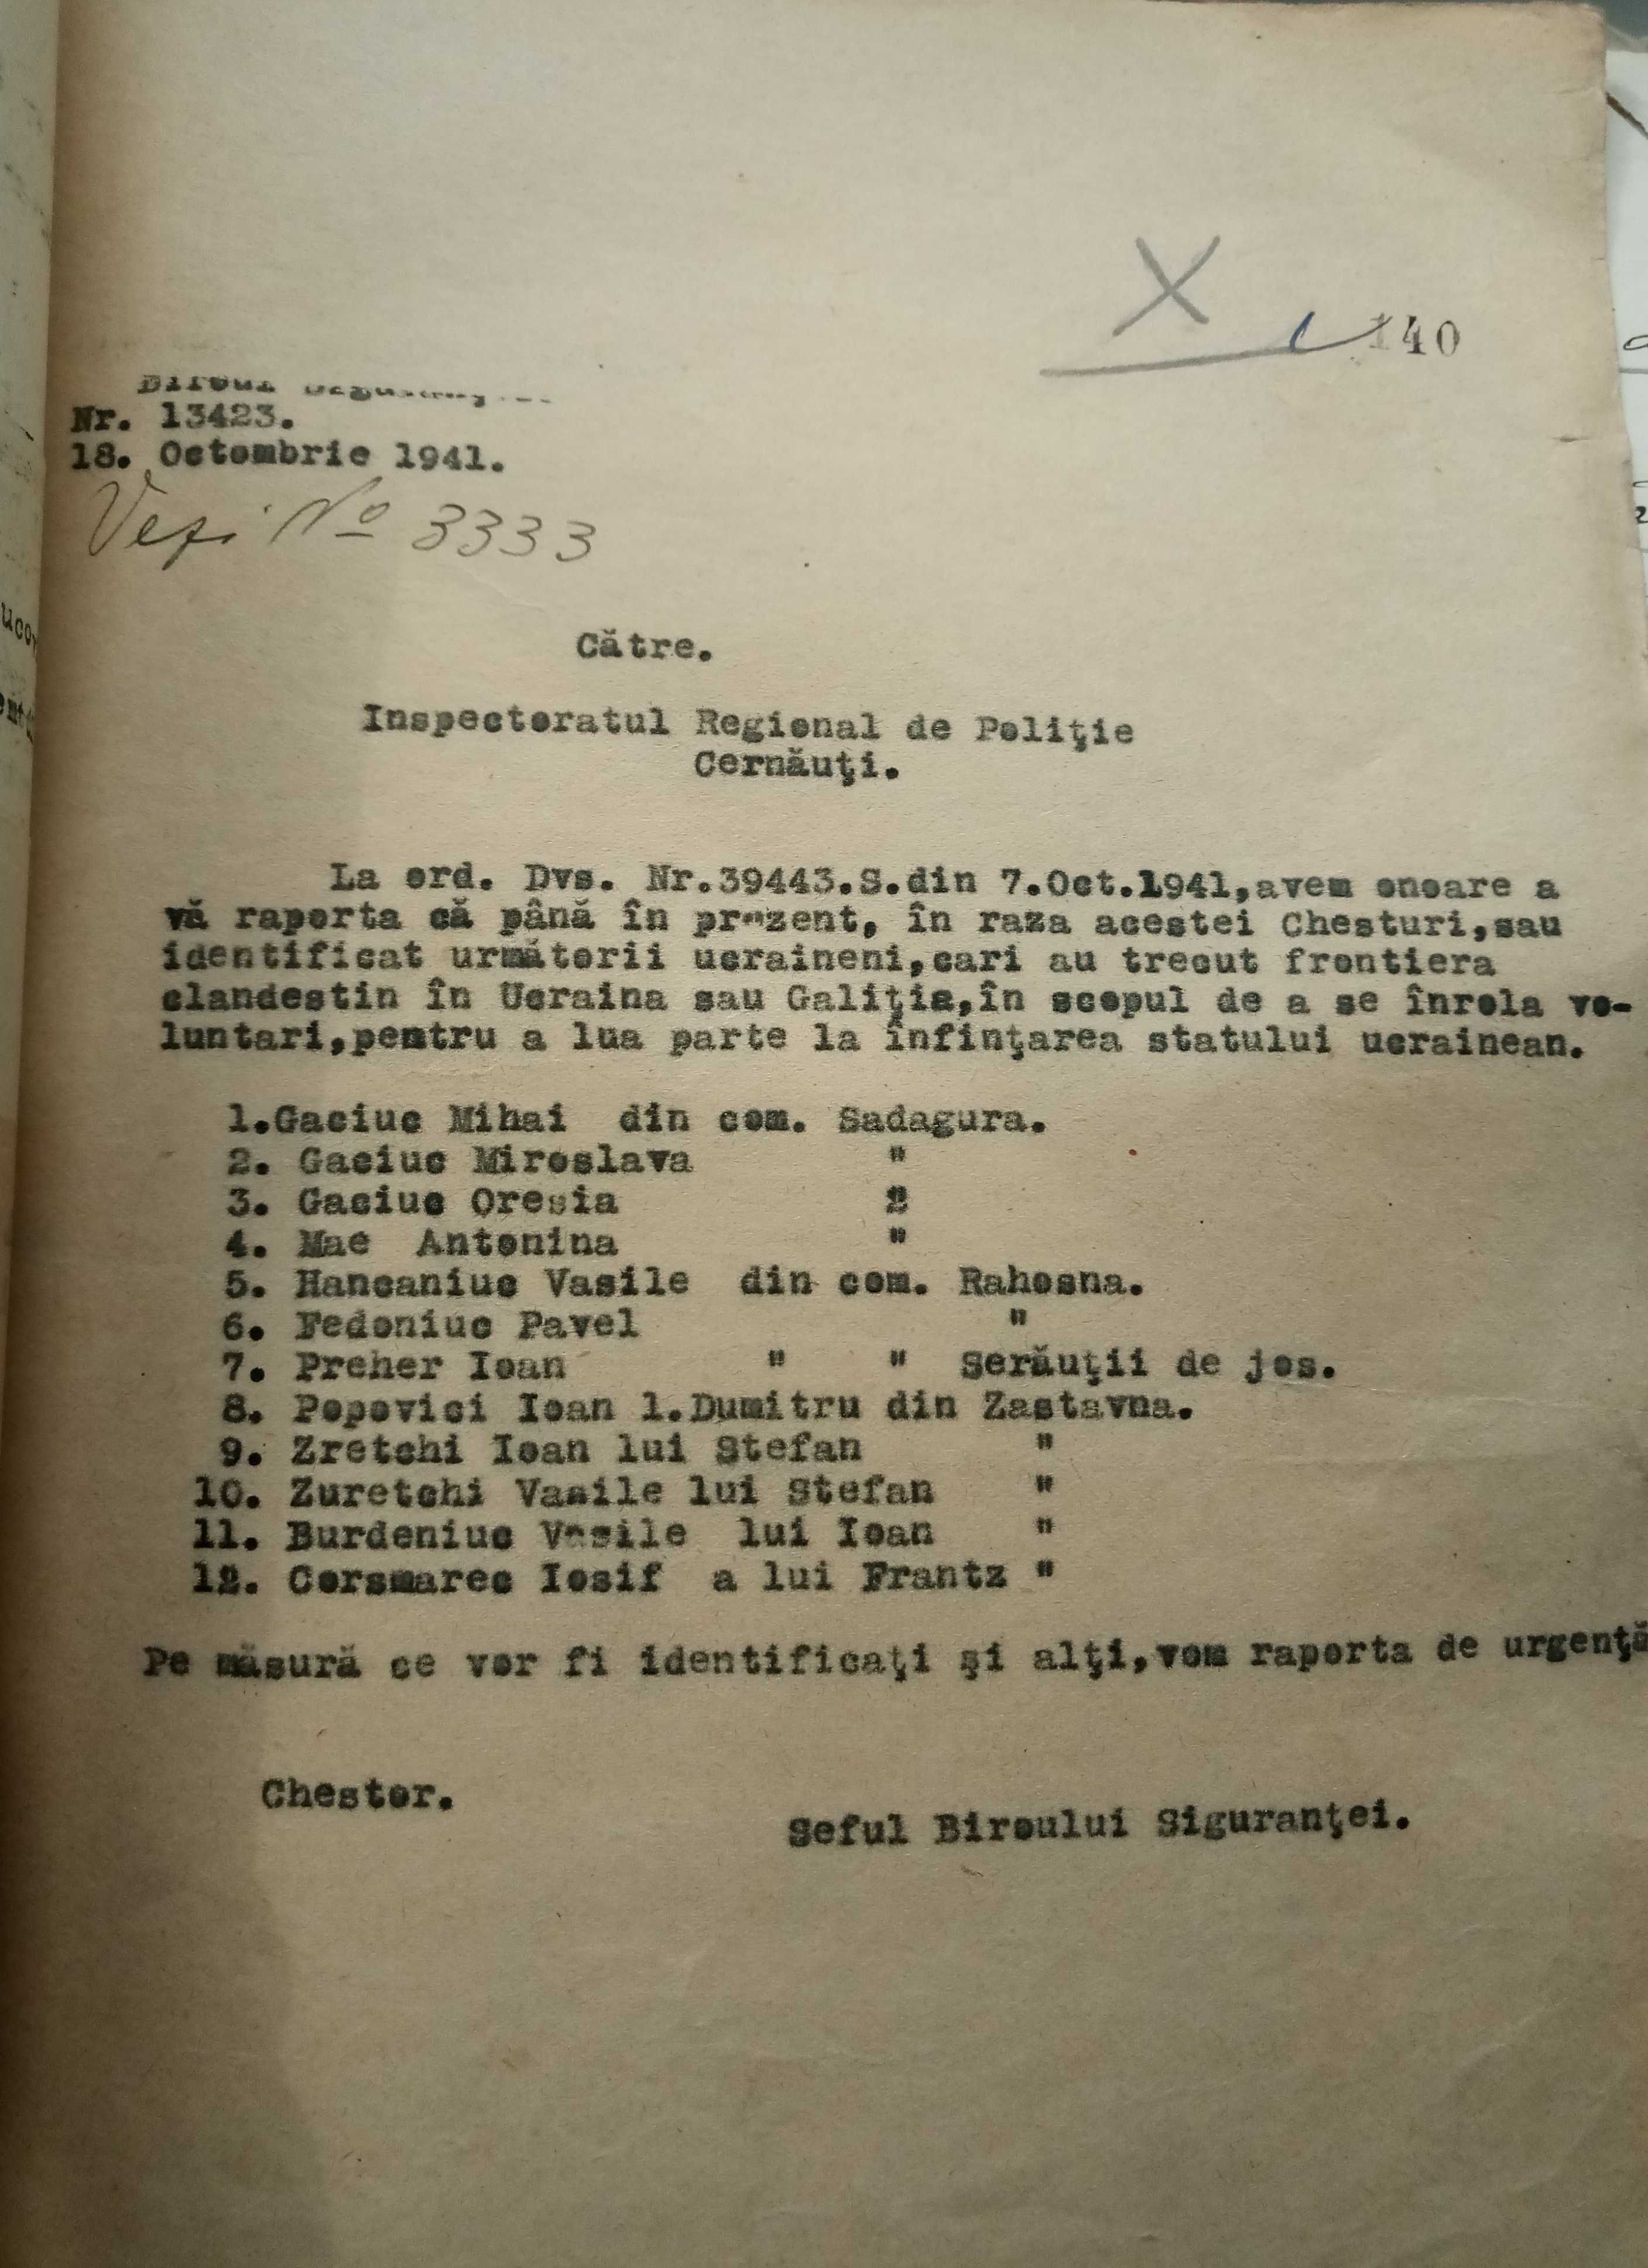 140
Biroul
Nr. 13423.
18. Octombrie 1941.
Vezi No 3333
Către.
Inspectoratul Regional de Poliţie
Cernăuţi.
La ord. Dvs. Nr.39443.S.din 7.Oct.1941,avem onoare a
vă raporta că până în prezent, în raza acestei Chesturi,sau
identificat următorii ucraineni,cari au trecut frontiera
clandestin în Ucraina sau Galiţia,în scopul de a se înrola vo-
luntari,pentru a lua parte la înfinţarea statului ucrainean.
1.Gaciuc Mihai din com. Sadagura.
2. Gaciuc Miroslava "
3. Gaciuc Oresia "
4. Mae Antonina "
5. Hancaniuc Vasile din com. Rahosna.
6. Fedoniuc Pavel "
7. Preher Ioan " " Serăuţii de jos.
8. Popovici Ioan l.Dumitru din Zastavna.
9. Zretchi Ioan lui Stefan "
10. Zuretchi Vasile lui Stefan "
11. Burdeniuc Vasile lui Ioan "
12. Corsmarec Iosif a lui Frantz "
Pe măsură ce vor fi identificaţi şi alţi,vom raporta de urgenţă
Chestor.
Seful Biroului Siguranţei.